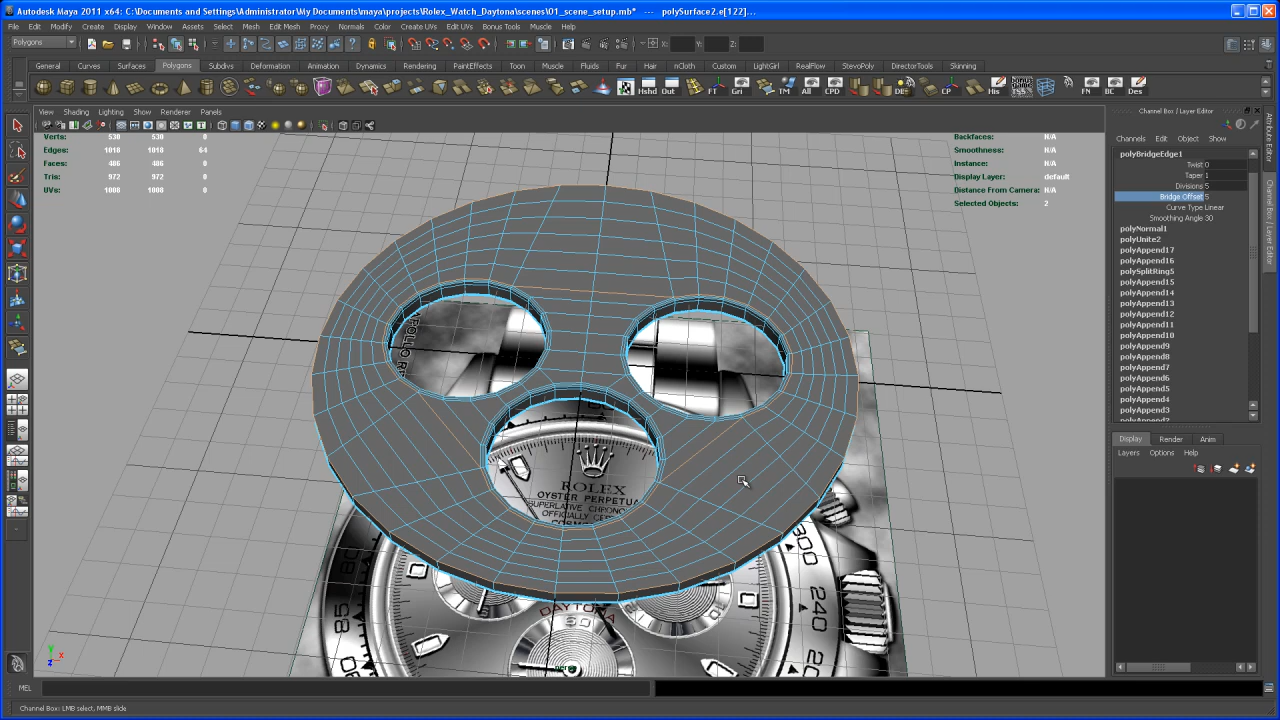 Autodesk Maya 2011 x64: C:\Documents and Settings\Administrator\My Documents\maya\projects\Rolex_Watch_Daytona\scenes\01_scene_setup.mb* --- polySurface2.e[122]...
File Edit Modify Create Display Window Assets Select Mesh Edit Mesh Proxy Normals Color Create UVs Edit UVs Bonus Tools Muscle Help
Polygons X: Y: Z:
General Curves Surfaces Polygons Subdivs Deformation Animation Dynamics Rendering PaintEffects Toon Muscle Fluids Fur Hair nCloth Custom LightGirl RealFlow StevoPoly DirectorTools Skinning
Hshd Out FT Grl TM All CPD CP His FN BC Des
View Shading Lighting Show Renderer Panels
Verts: 530 530 0
Edges: 1018 1018 64
Faces: 486 486 0
Tris: 972 972 0
UVs: 1008 1008 0
Backfaces: N/A
Smoothness: N/A
Instance: N/A
Display Layer: default
Distance From Camera: N/A
Selected Objects: 2
ROLEX
OYSTER PERPETUA
SUPERLATIVE CHRONO
OFFICIALLY CE
DAYTONA
85
80
50
300
240
persp
Channel Box / Layer Editor
Channels Edit Object Show
polyBridgeEdge1
Twist 0
Taper 1
Divisions 5
Bridge Offset 5
Curve Type Linear
Smoothing Angle 30
polyNormal1
polyUnite2
polyAppend17
polyAppend16
polySplitRing5
polyAppend15
polyAppend14
polyAppend13
polyAppend12
polyAppend11
polyAppend10
polyAppend9
polyAppend8
polyAppend7
polyAppend6
polyAppend5
polyAppend4
polyAppend3
Display Render Anim
Layers Options Help
Attribute Editor
Channel Box / Layer Editor
MEL
Channel Box: LMB select, MMB slide